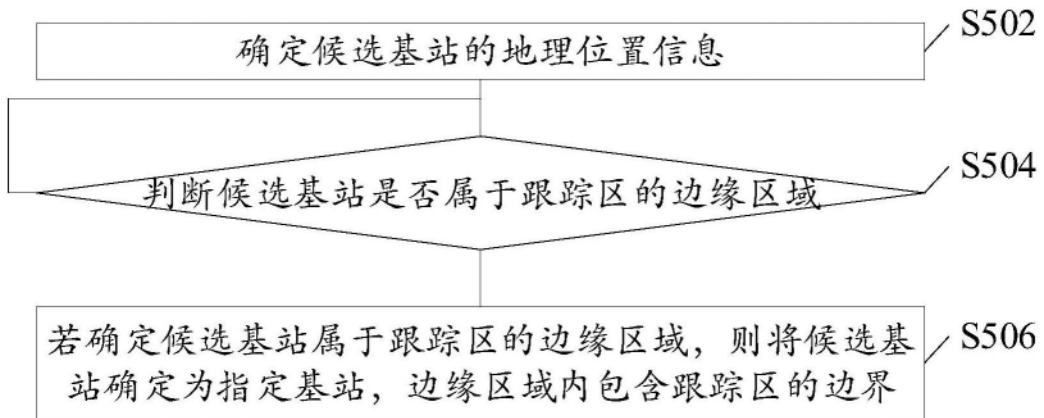 确定候选基站的地理位置信息
S502
判断候选基站是否属于跟踪区的边缘区域
S504
若确定候选基站属于跟踪区的边缘区域，则将候选基
站确定为指定基站，边缘区域内包含跟踪区的边界
S506